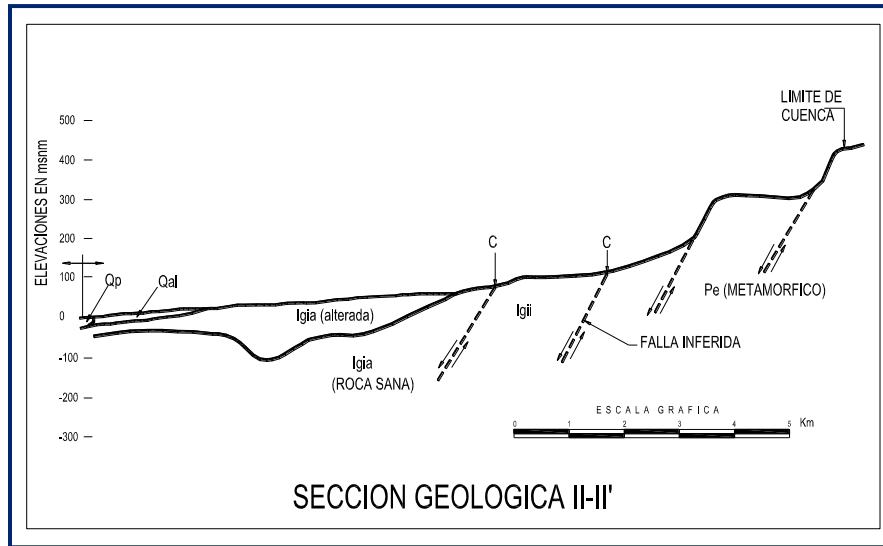 LIMITE DE
CUENCA
ELEVACIONES EN msnm
500
400
300
200
100
0
-100
-200
-300
Qp
Qal
C
C
Igia (alterada)
Igii
Igia
(ROCA SANA)
Pe (METAMORFICO)
FALLA INFERIDA
ESCALA GRAFICA
0 1 2 3 4 5 Km
SECCION GEOLOGICA II-II'